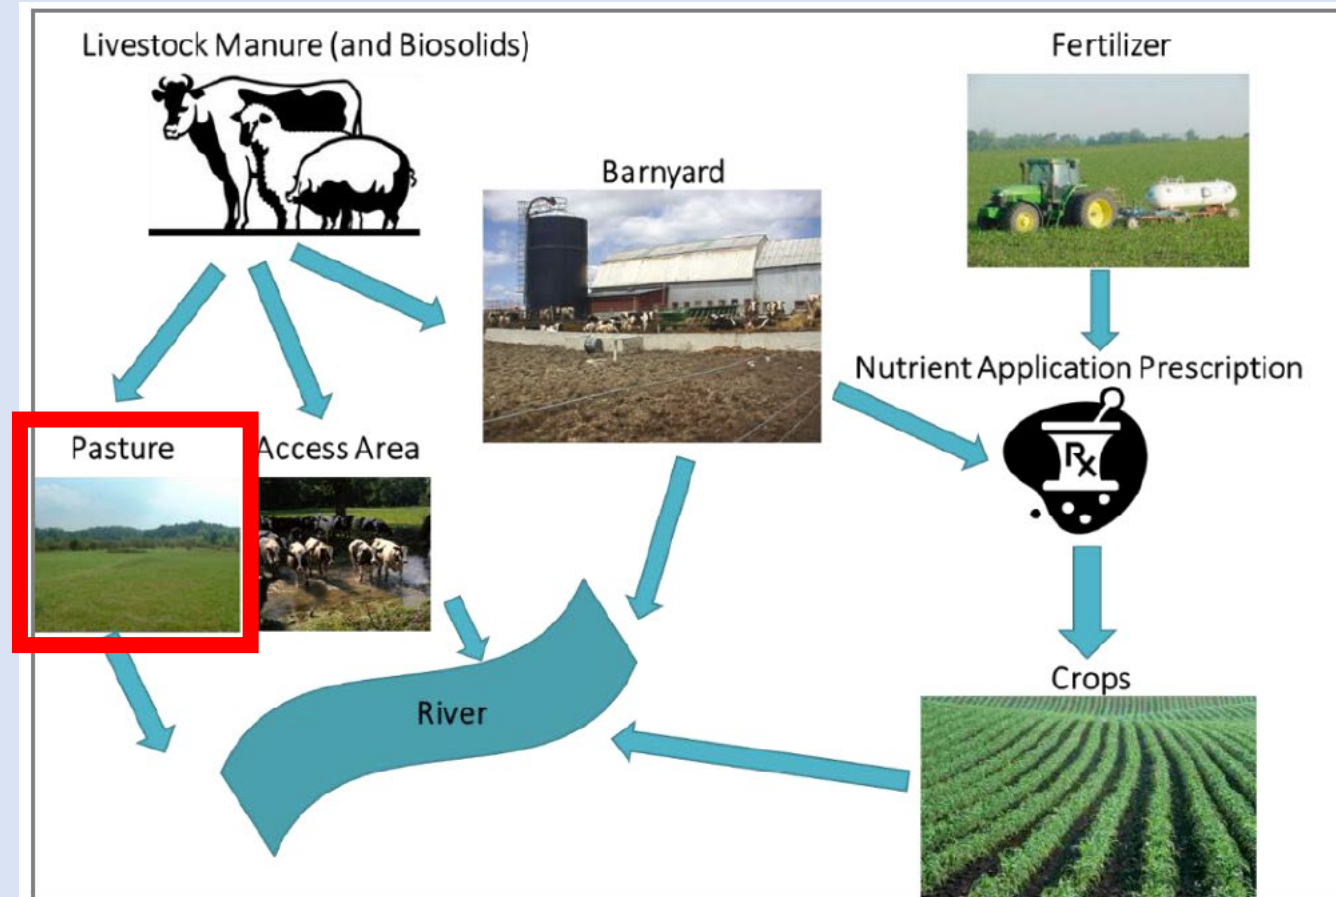 Livestock Manure (and Biosolids)
Fertilizer
Barnyard
Nutrient Application Prescription
Rx
Pasture
Access Area
River
Crops